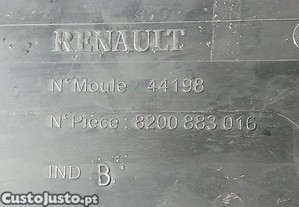 RENAULT
N°Moule : 44198
N°Pièce : 8200 883 016
IND B
CustoJusto.pt